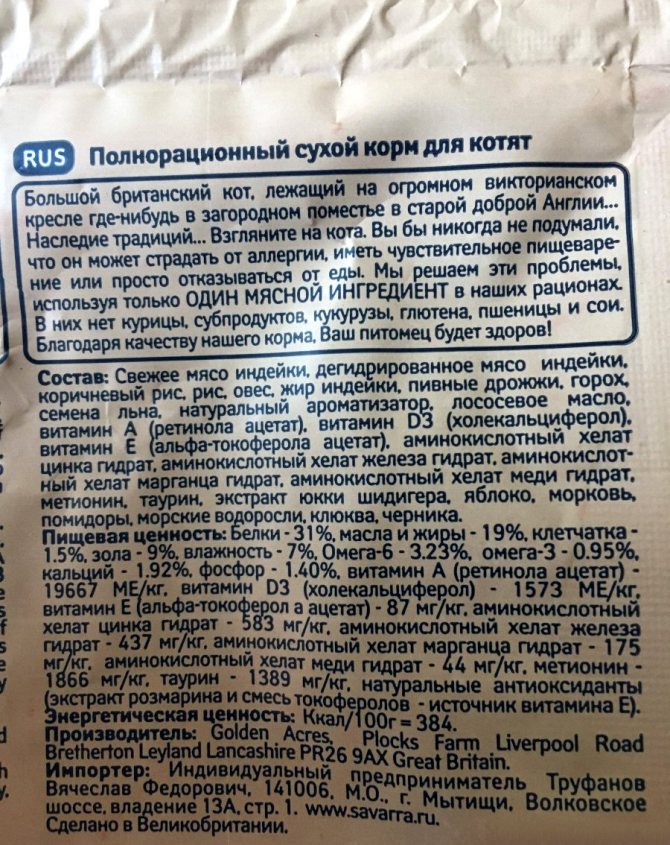 RUS Полнорационный сухой корм для котят
Большой британский кот, лежащий на огромном викторианском
кресле где-нибудь в загородном поместье в старой доброй Англии...
Наследие традиций... Взгляните на кота. Вы бы никогда не подумали,
что он может страдать от аллергии, иметь чувствительное пищеваре-
ние или просто отказываться от еды. Мы решаем эти проблемы,
используя только ОДИН МЯСНОЙ ИНГРЕДИЕНТ в наших рационах.
В них нет курицы, субпродуктов, кукурузы, глютена, пшеницы и сои.
Благодаря качеству нашего корма, Ваш питомец будет здоров!
Состав: Свежее мясо индейки, дегидрированное мясо индейки,
коричневый рис, рис, овес, жир индейки, пивные дрожжи, горох,
семена льна, натуральный ароматизатор, лососевое масло,
витамин А (ретинола ацетат), витамин D3 (холекальциферол),
витамин Е (альфа-токоферола ацетат), аминокислотный хелат
цинка гидрат, аминокислотный хелат железа гидрат, аминокислот-
ный хелат марганца гидрат, аминокислотный хелат меди гидрат,
метионин, таурин, экстракт юкки шидигера, яблоко, морковь,
помидоры, морские водоросли, клюква, черника.
Пищевая ценность: Белки - 31%, масла и жиры - 19%, клетчатка -
1.5%, зола - 9%, влажность - 7%, Омега-6 - 3.23%, омега-3 - 0.95%,
кальций - 1.92%, фосфор - 1.40%, витамин А (ретинола ацетат) -
19667 МЕ/кг, витамин D3 (холекальциферол) - 1573 МЕ/кг,
витамин Е (альфа-токоферол а ацетат) - 87 мг/кг, аминокислотный
хелат цинка гидрат - 583 мг/кг, аминокислотный хелат железа
гидрат - 437 мг/кг, аминокислотный хелат марганца гидрат - 175
мг/кг, аминокислотный хелат меди гидрат - 44 мг/кг, метионин -
1866 мг/кг, таурин - 1389 мг/кг, натуральные антиоксиданты
(экстракт розмарина и смесь токоферолов - источник витамина Е).
Энергетическая ценность: Ккал/100г = 384.
Производитель: Golden Acres, Plocks Farm Liverpool Road
Bretherton Leyland Lancashire PR26 9AX Great Britain.
Импортер: Индивидуальный предприниматель Труфанов
Вячеслав Федорович, 141006, М.О., г. Мытищи, Волковское
шоссе, владение 13А, стр. 1. www.savarra.ru.
Сделано в Великобритании.